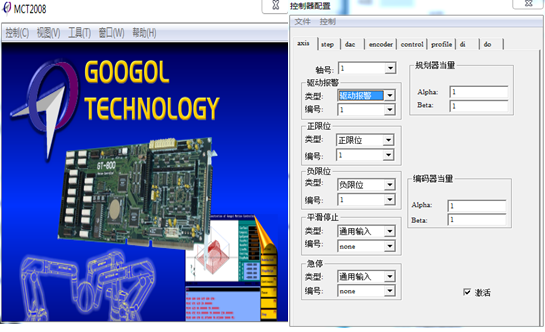 MCT2008
控制(C) 视图(V) 工具(T) 窗口(W) 帮助(H)
GOOGOL
TECHNOLOGY
GT-800
控制器配置
文件 控制
axis step dac encoder control profile di do
轴号: 1
驱动报警
类型: 驱动报警
编号: 1
正限位
类型: 正限位
编号: 1
负限位
类型: 负限位
编号: 1
平滑停止
类型: 通用输入
编号: none
急停
类型: 通用输入
编号: none
规划器当量
Alpha: 1
Beta: 1
编码器当量
Alpha: 1
Beta: 1
激活